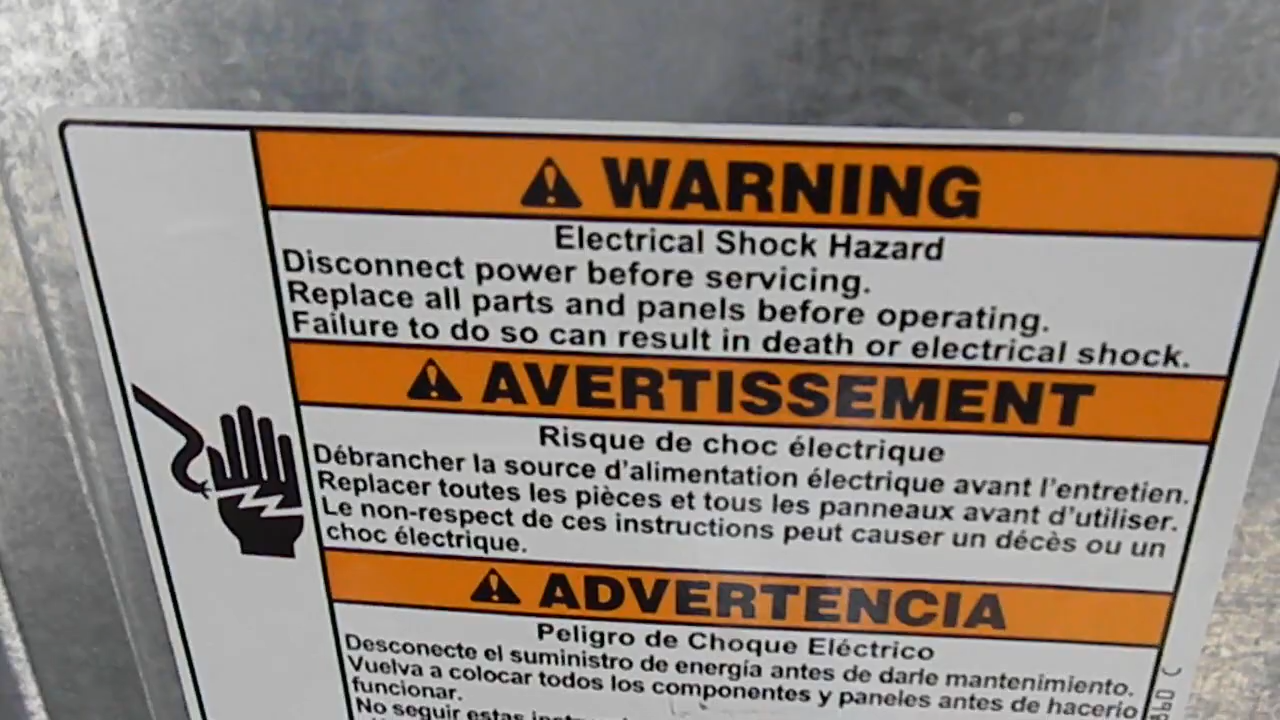 WARNING
Electrical Shock Hazard
Disconnect power before servicing.
Replace all parts and panels before operating.
Failure to do so can result in death or electrical shock.
AVERTISSEMENT
Risque de choc électrique
Débrancher la source d'alimentation électrique avant l'entretien.
Replacer toutes les pièces et tous les panneaux avant d'utiliser.
Le non-respect de ces instructions peut causer un décès ou un
choc électrique.
ADVERTENCIA
Peligro de Choque Eléctrico
Desconecte el suministro de energía antes de darle mantenimiento.
Vuelva a colocar todos los componentes y paneles antes de hacerlo
funcionar.
No seguir estas